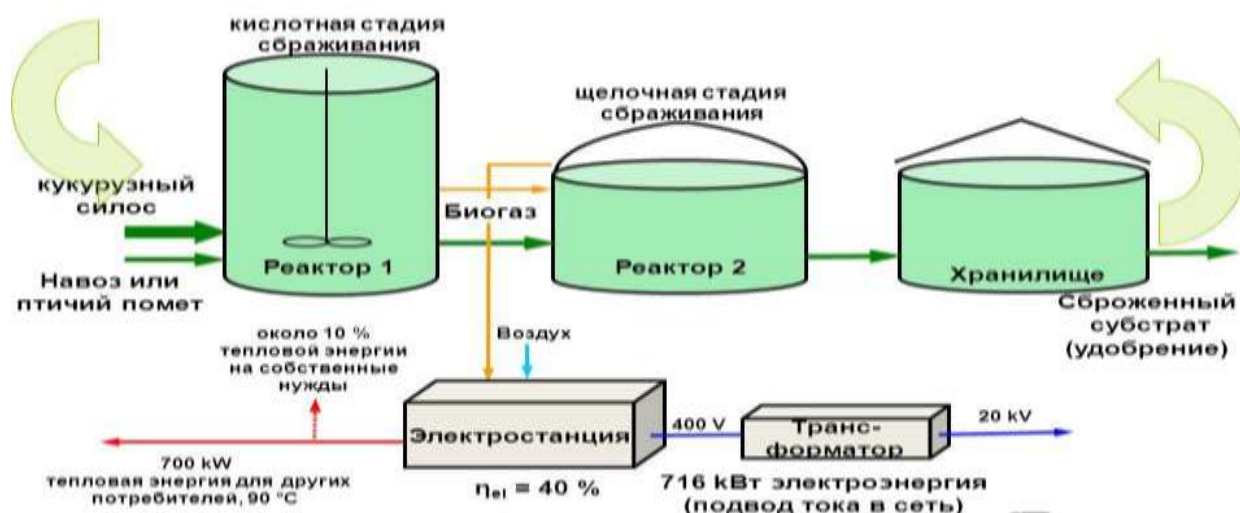 кислотная стадия
сбраживания
щелочная стадия
сбраживания
кукурузный
силос
Биогаз
Реактор 1
Реактор 2
Хранилище
Навоз или
птичий помет
Сброженный
субстрат
(удобрение)
около 10 %
тепловой энергии
на собственные
нужды
Воздух
Электростанция
400 V
Транс-
форматор
20 kV
700 kW
тепловая энергия для других
потребителей, 90 °C
ηel = 40 %
716 kВт электроэнергия
(подвод тока в сеть)